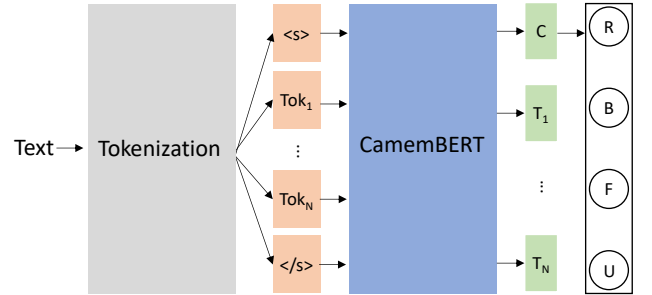 Text
Tokenization
<s>
Tok1
⋮
TokN
</s>
CamemBERT
C
T1
⋮
TN
R
B
F
U